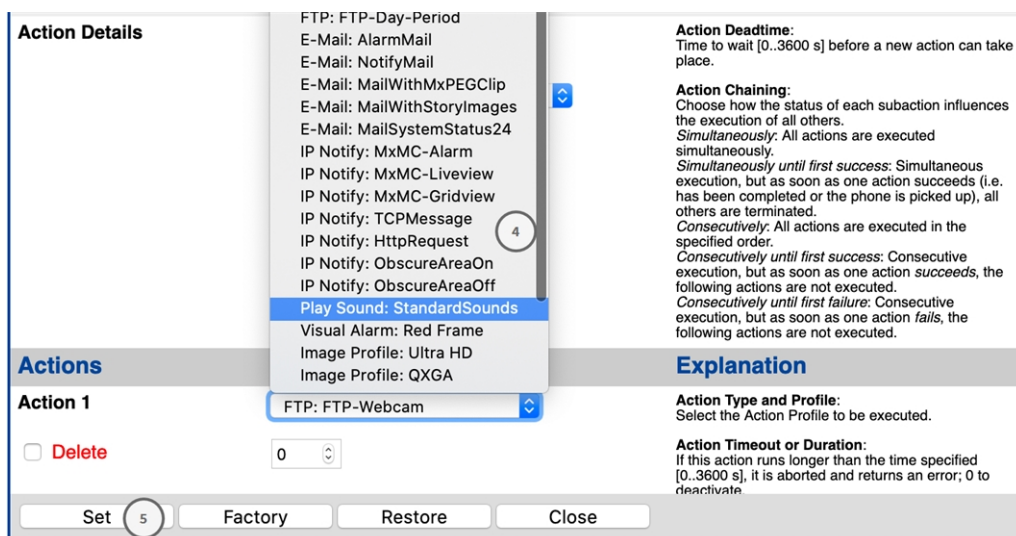 Action Details
FTP: FTP-Day-Period
E-Mail: AlarmMail
E-Mail: NotifyMail
E-Mail: MailWithMxPEGClip
E-Mail: MailWithStoryImages
E-Mail: MailSystemStatus24
IP Notify: MxMC-Alarm
IP Notify: MxMC-Liveview
IP Notify: MxMC-Gridview
IP Notify: TCPMessage
4
IP Notify: HttpRequest
IP Notify: ObscureAreaOn
IP Notify: ObscureAreaOff
Play Sound: StandardSounds
Visual Alarm: Red Frame
Image Profile: Ultra HD
Image Profile: QXGA
Action Deadtime:
Time to wait [0..3600 s] before a new action can take
place.
Action Chaining:
Choose how the status of each subaction influences
the execution of all others.
Simultaneously: All actions are executed
simultaneously.
Simultaneously until first success: Simultaneous
execution, but as soon as one action succeeds (i.e.
has been completed or the phone is picked up), all
others are terminated.
Consecutively: All actions are executed in the
specified order.
Consecutively until first success: Consecutive
execution, but as soon as one action succeeds, the
following actions are not executed.
Consecutively until first failure: Consecutive
execution, but as soon as one action fails, the
following actions are not executed.
Actions
Explanation
Action 1
FTP: FTP-Webcam
Action Type and Profile:
Select the Action Profile to be executed.
Delete
0
Action Timeout or Duration:
If this action runs longer than the time specified
[0..3600 s], it is aborted and returns an error; 0 to
deactivate.
Set
5
Factory
Restore
Close